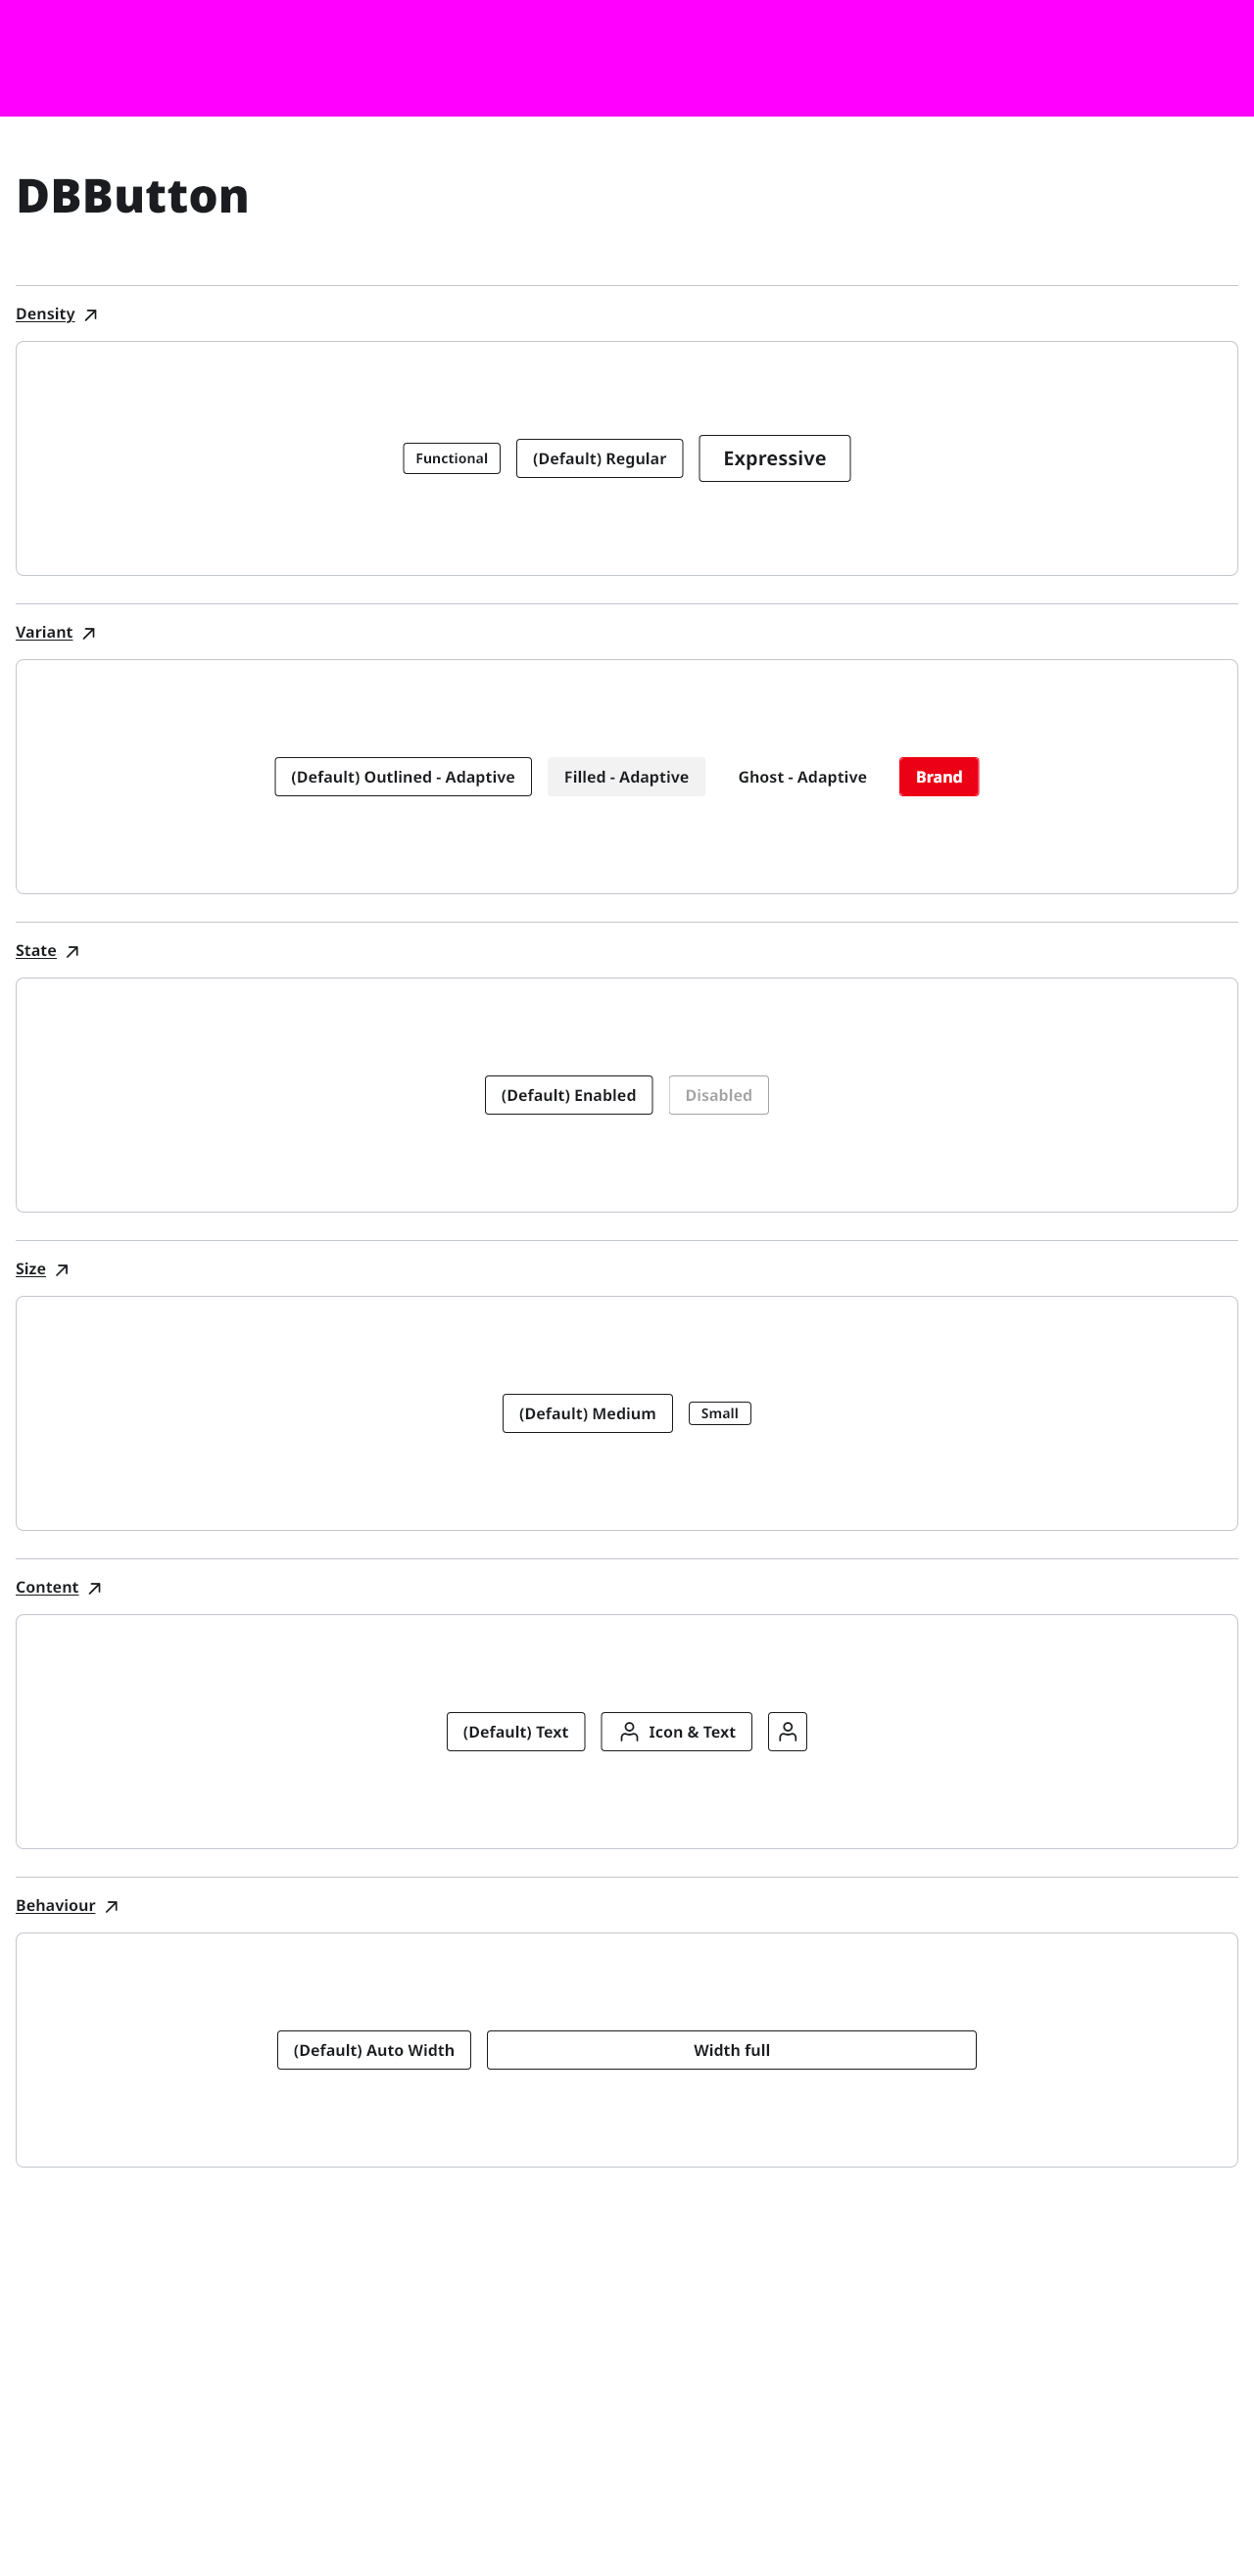 DBButton
Density
Functional (Default) Regular Expressive
Variant
(Default) Outlined - Adaptive Filled - Adaptive Ghost - Adaptive Brand
State
(Default) Enabled Disabled
Size
(Default) Medium Small
Content
(Default) Text Icon & Text
Behaviour
(Default) Auto Width Width full